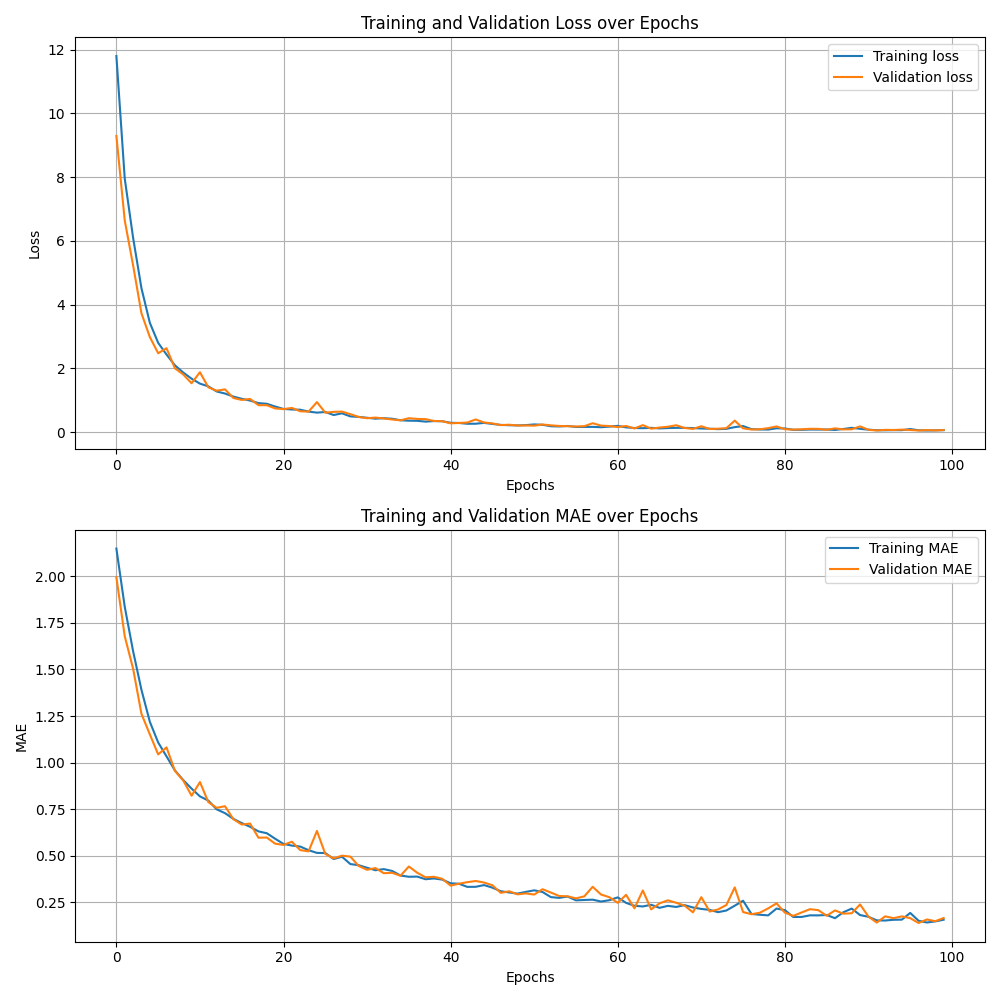 Training and Validation Loss over Epochs
12
10
8
6
4
2
0
Loss
Training loss
Validation loss
0 20 40 60 80 100
Epochs
Training and Validation MAE over Epochs
2.00
1.75
1.50
1.25
1.00
0.75
0.50
0.25
MAE
Training MAE
Validation MAE
0 20 40 60 80 100
Epochs